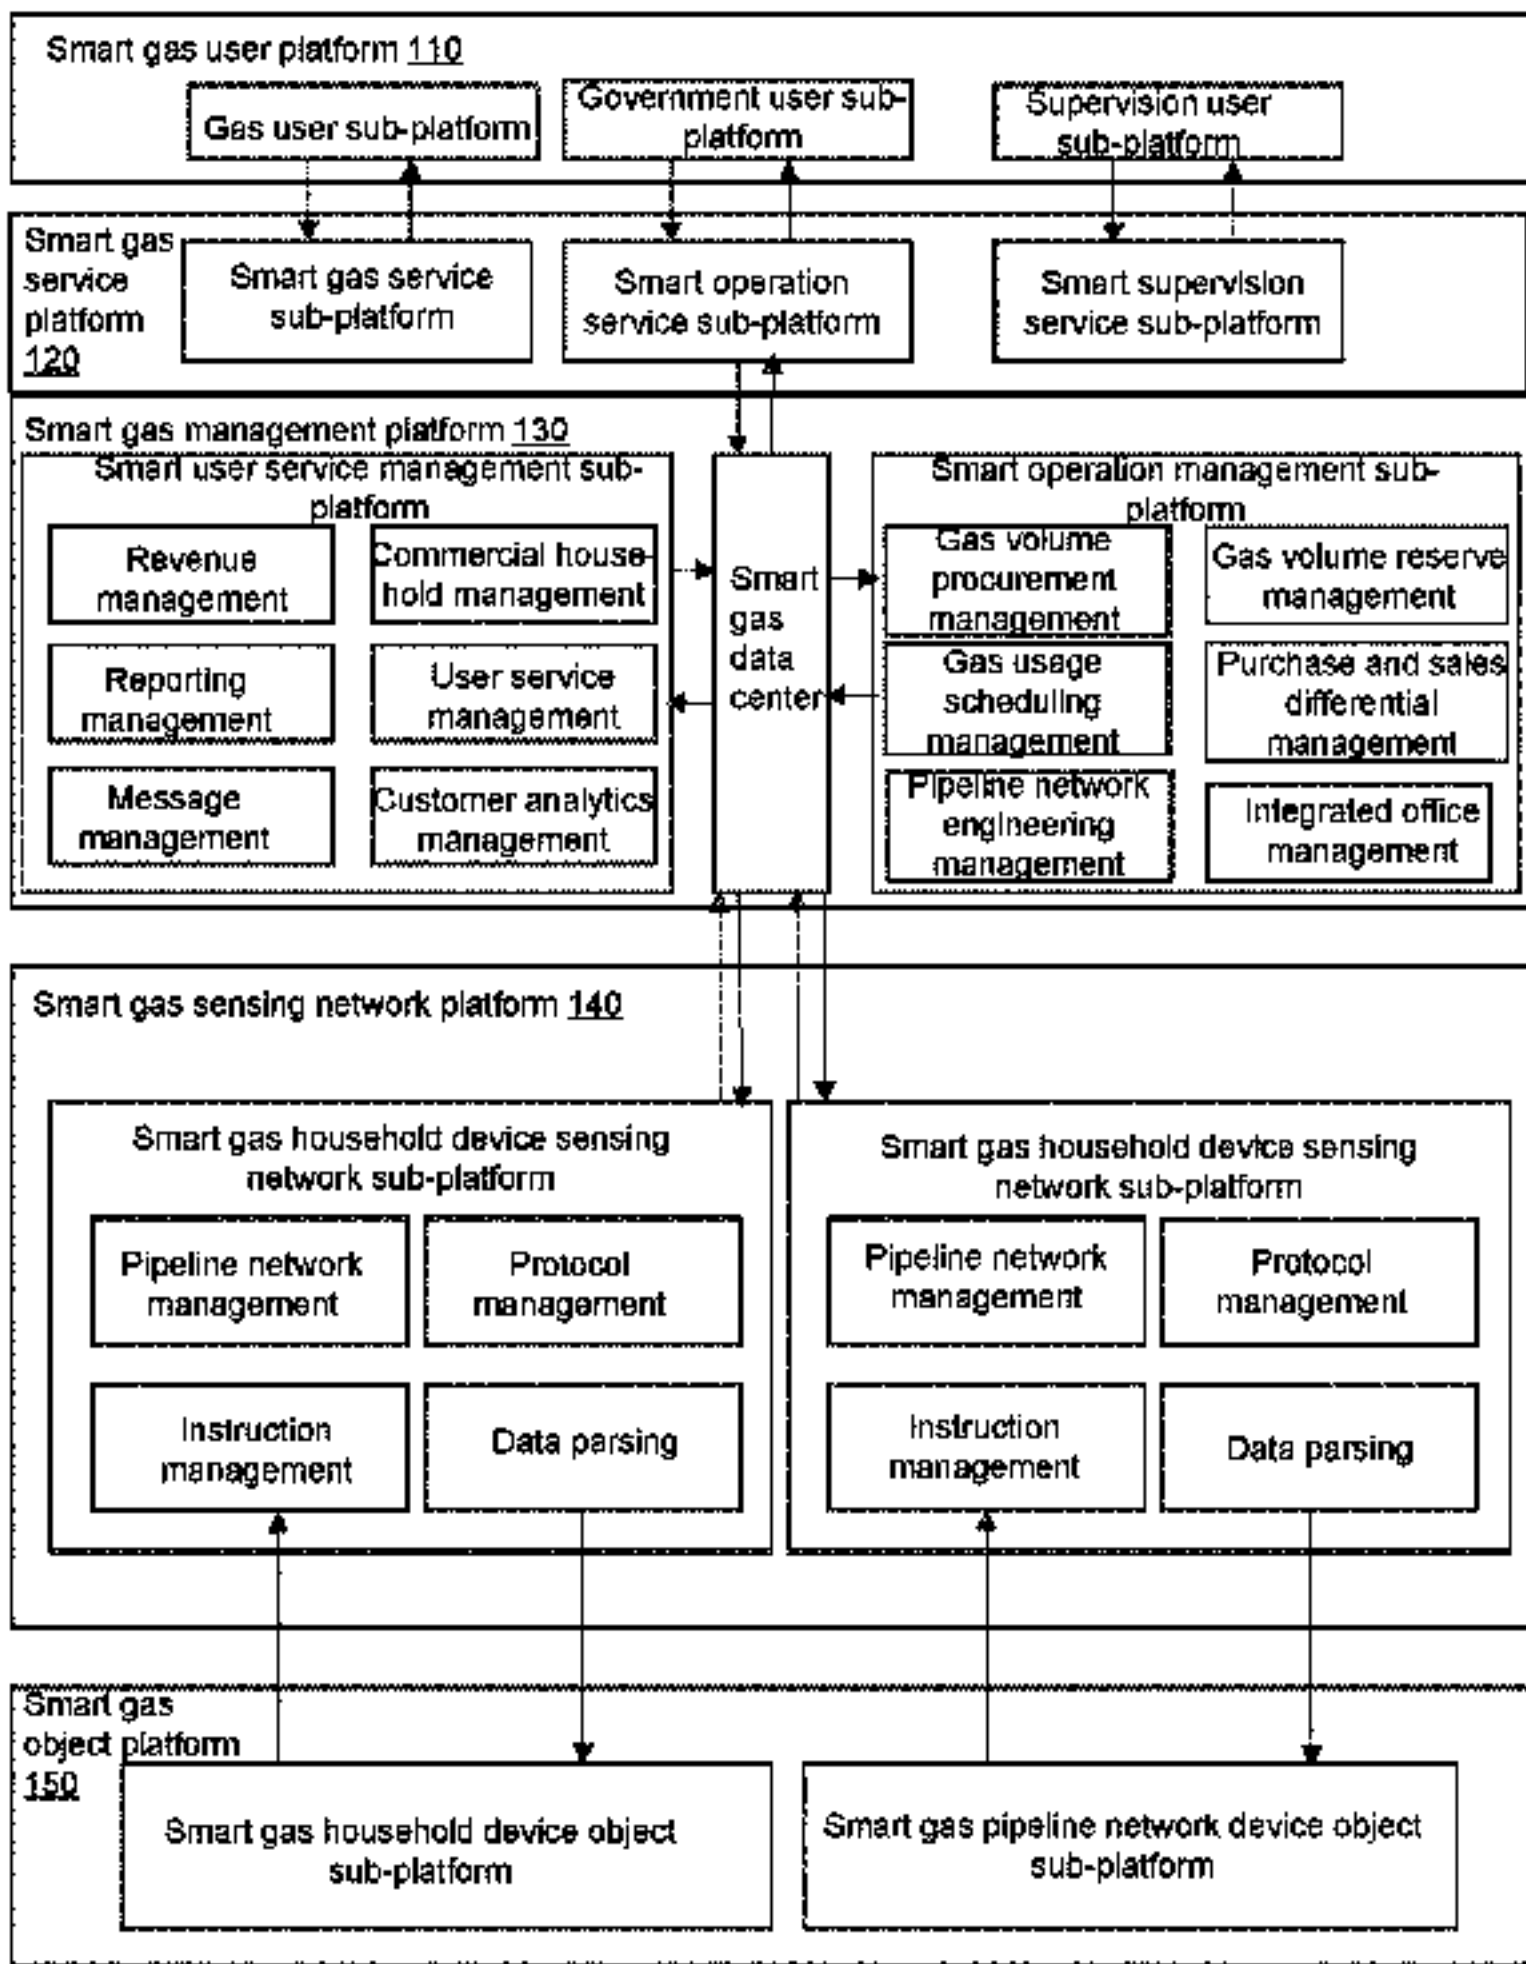 Smart gas user platform 110
Gas user sub-platform
Government user sub-
platform
Supervision user
sub-platform
Smart gas
service
platform
120
Smart gas service
sub-platform
Smart operation
service sub-platform
Smart supervision
service sub-platform
Smart gas management platform 130
Smart user service management sub-
platform
Revenue
management
Commercial house-
hold management
Reporting
management
User service
management
Message
management
Customer analytics
management
Smart
gas
data
center
Smart operation management sub-
platform
Gas volume
procurement
management
Gas volume reserve
management
Gas usage
scheduling
management
Purchase and sales
differential
management
Pipeline network
engineering
management
Integrated office
management
Smart gas sensing network platform 140
Smart gas household device sensing
network sub-platform
Pipeline network
management
Protocol
management
Instruction
management
Data parsing
Smart gas household device sensing
network sub-platform
Pipeline network
management
Protocol
management
Instruction
management
Data parsing
Smart gas
object platform
150
Smart gas household device object
sub-platform
Smart gas pipeline network device object
sub-platform